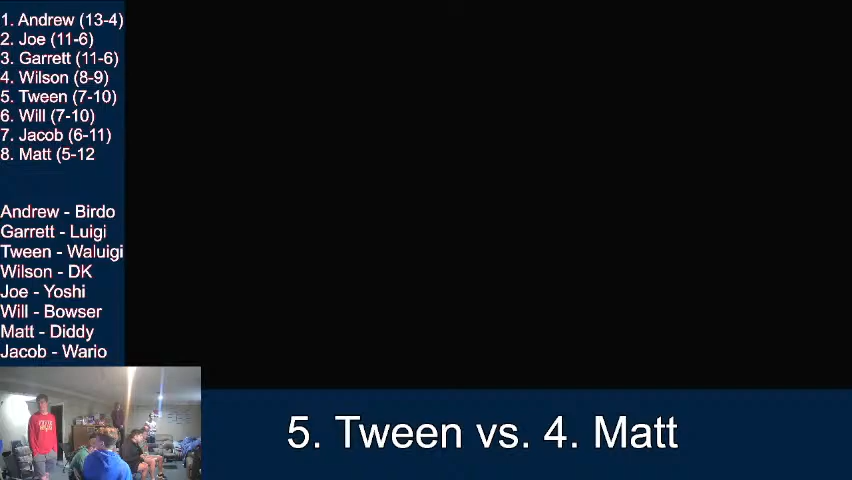 1. Andrew (13-4)
2. Joe (11-6)
3. Garrett (11-6)
4. Wilson (8-9)
5. Tween (7-10)
6. Will (7-10)
7. Jacob (6-11)
8. Matt (5-12
Andrew - Birdo
Garrett - Luigi
Tween - Waluigi
Wilson - DK
Joe - Yoshi
Will - Bowser
Matt - Diddy
Jacob - Wario
5. Tween vs. 4. Matt